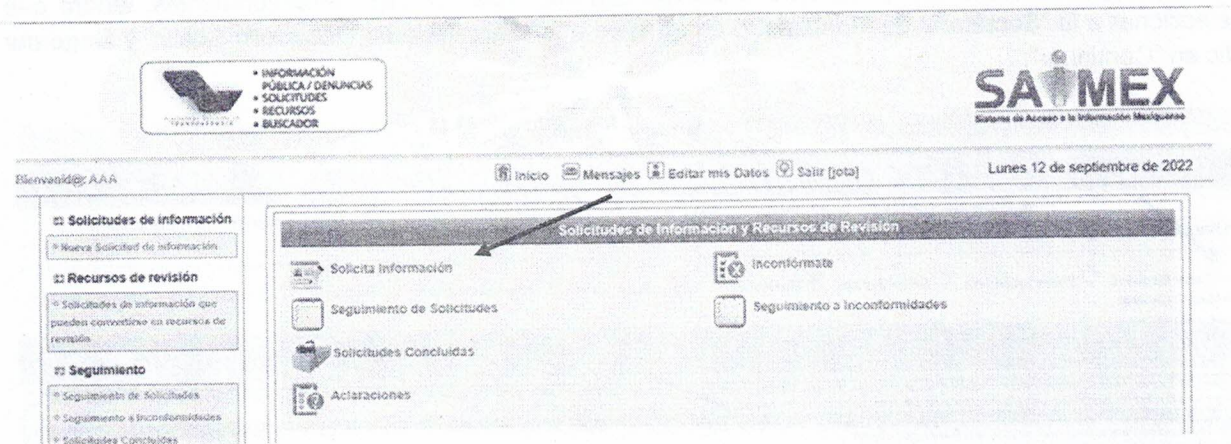 • INFORMACIÓN
PÚBLICA / DENUNCIAS
• SOLICITUDES
• RECURSOS
• BUSCADOR
SAIMEX
Sistema de Acceso a la Información Mexiquense
Bienvenid@: AAA
Inicio Mensajes Editar mis Datos Salir [jota]
Lunes 12 de septiembre de 2022
Solicitudes de información
Nueva Solicitud de información
Recursos de revisión
Solicitudes de información que
pueden convertirse en recursos de
revisión
Seguimiento
Seguimiento de Solicitudes
Seguimiento a Inconformidades
Solicitudes Concluidas
Solicitudes de Información y Recursos de Revisión
Solicita Información
Inconfórmate
Seguimiento de Solicitudes
Seguimiento a Inconformidades
Solicitudes Concluidas
Aclaraciones